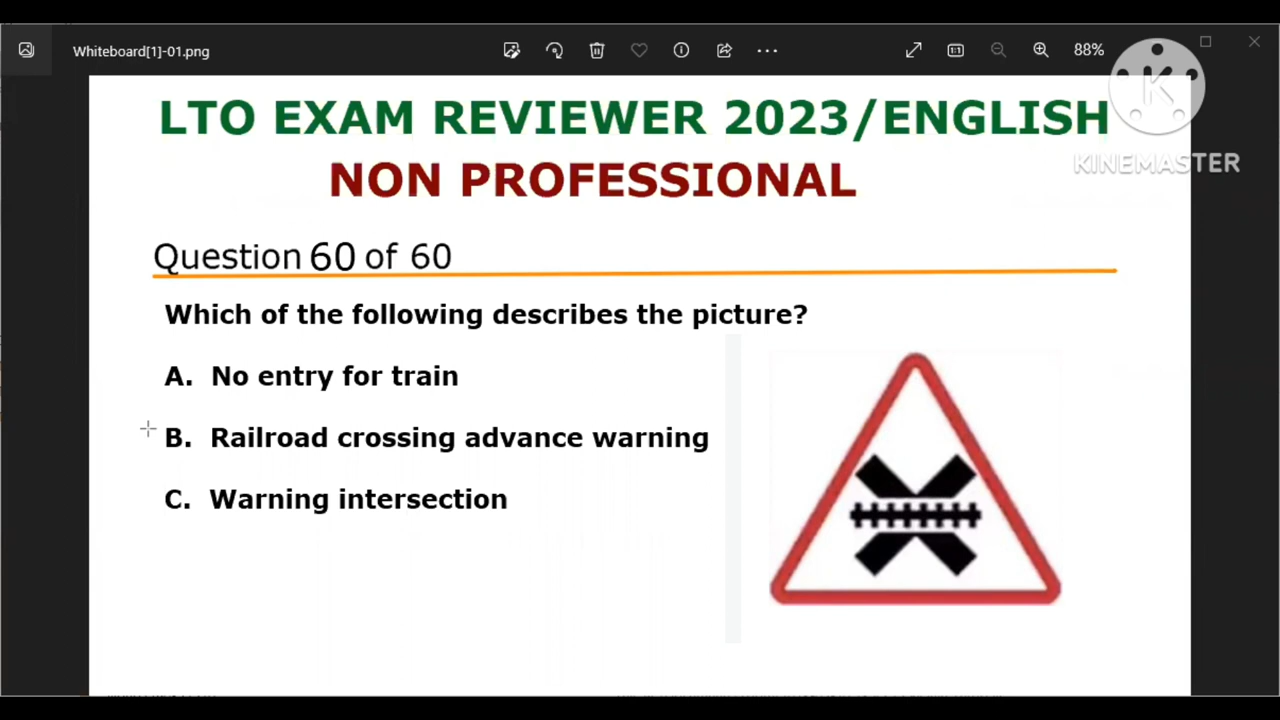 Whiteboard[1]-01.png
88%
K
KINEMASTER
LTO EXAM REVIEWER 2023/ENGLISH
NON PROFESSIONAL
Question 60 of 60
Which of the following describes the picture?
A. No entry for train
B. Railroad crossing advance warning
C. Warning intersection